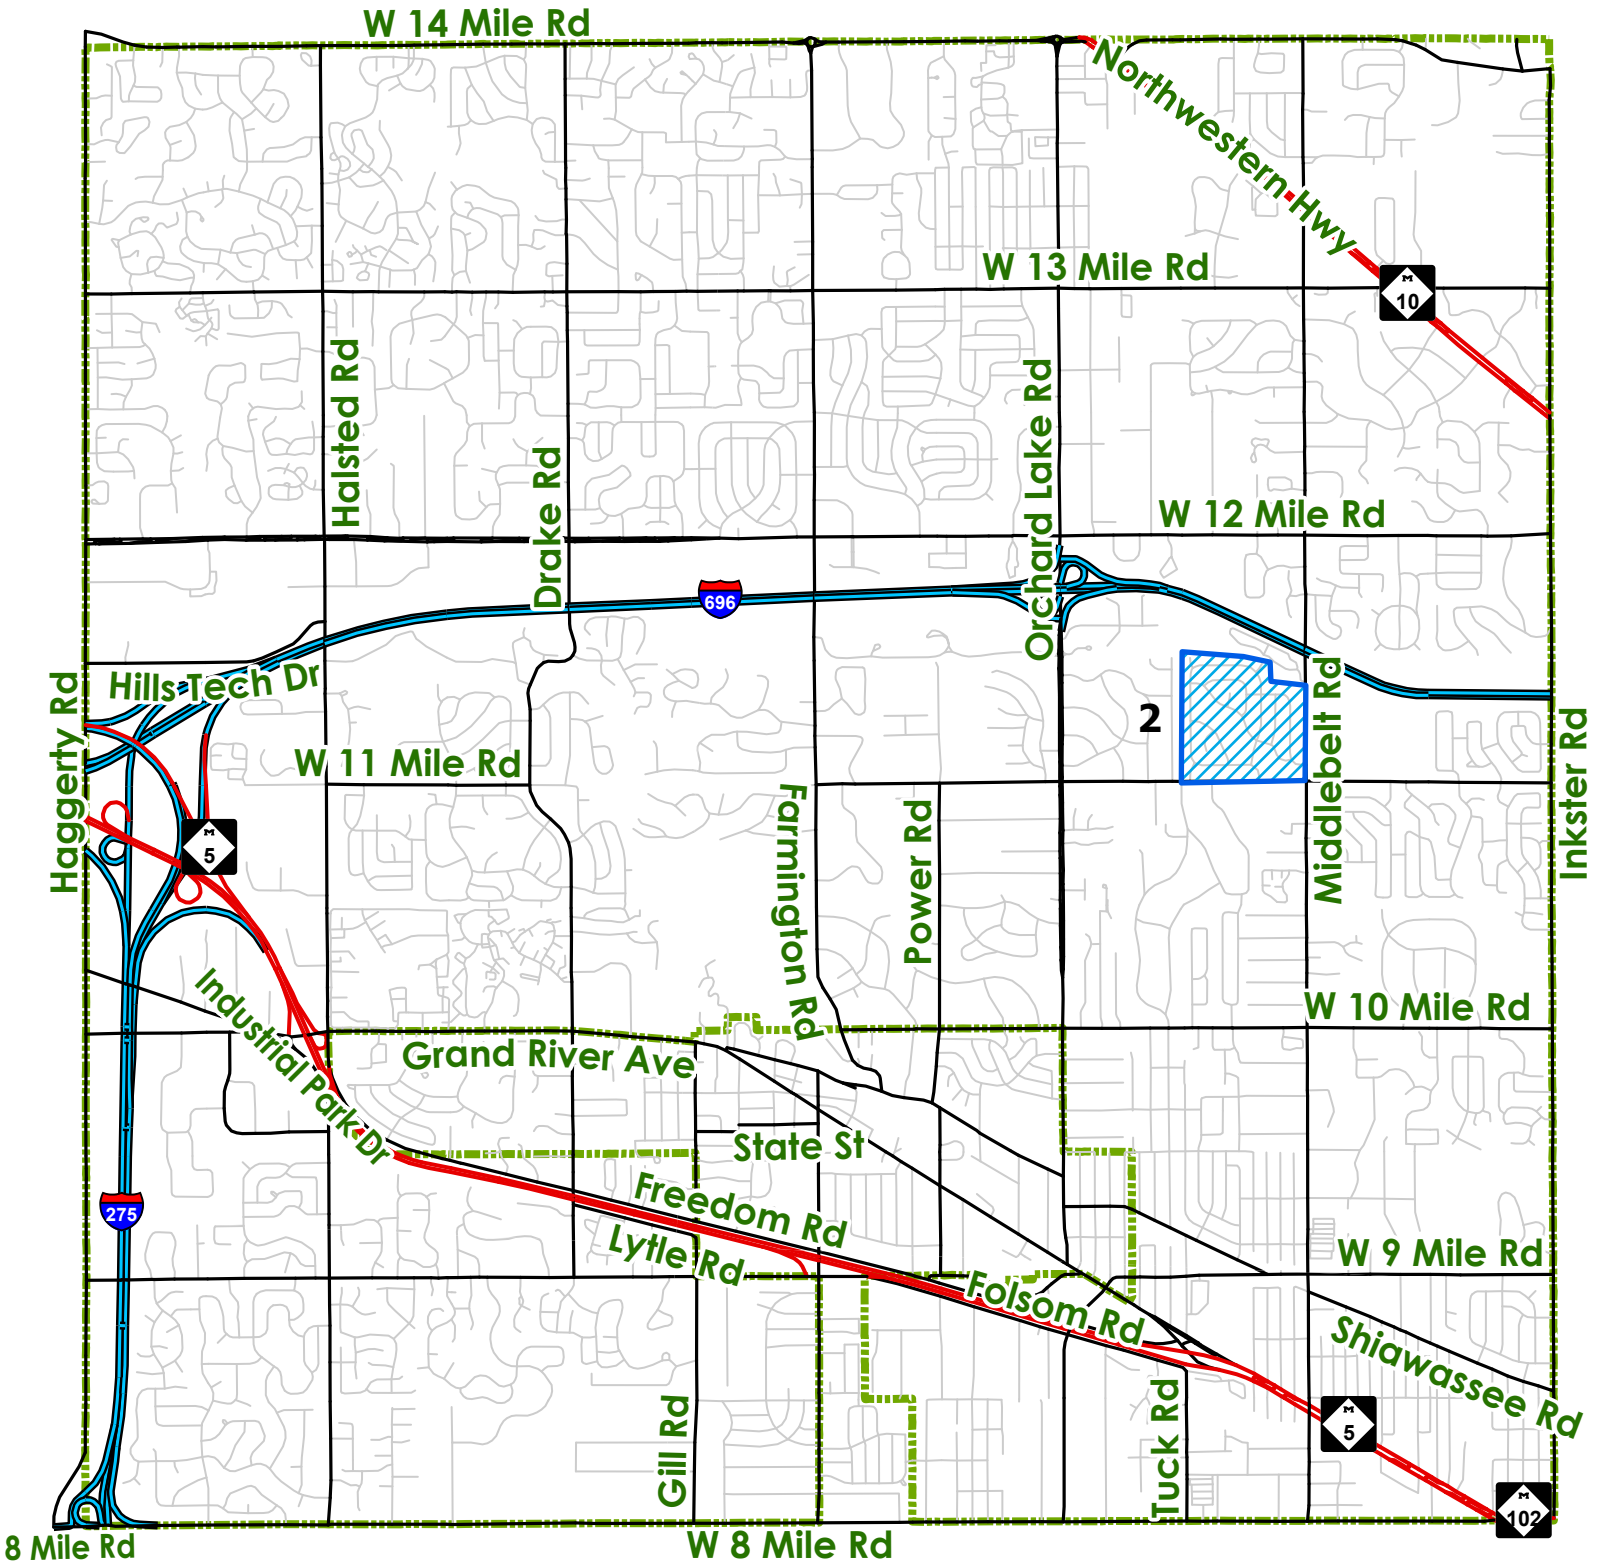 W 14 Mile Rd
Northwestern Hwy
W 13 Mile Rd
M
10
Halsted Rd
Orchard Lake Rd
Drake Rd
W 12 Mile Rd
696
Hills Tech Dr
Haggerty Rd
2
Middlebelt Rd
Inkster Rd
W 11 Mile Rd
Farmington Rd
Power Rd
M
5
Industrial Park Dr
W 10 Mile Rd
Grand River Ave
State St
Freedom Rd
275
Lytle Rd
W 9 Mile Rd
Folsom Rd
Shiawassee Rd
Gill Rd
Tuck Rd
M
5
M
102
8 Mile Rd
W 8 Mile Rd